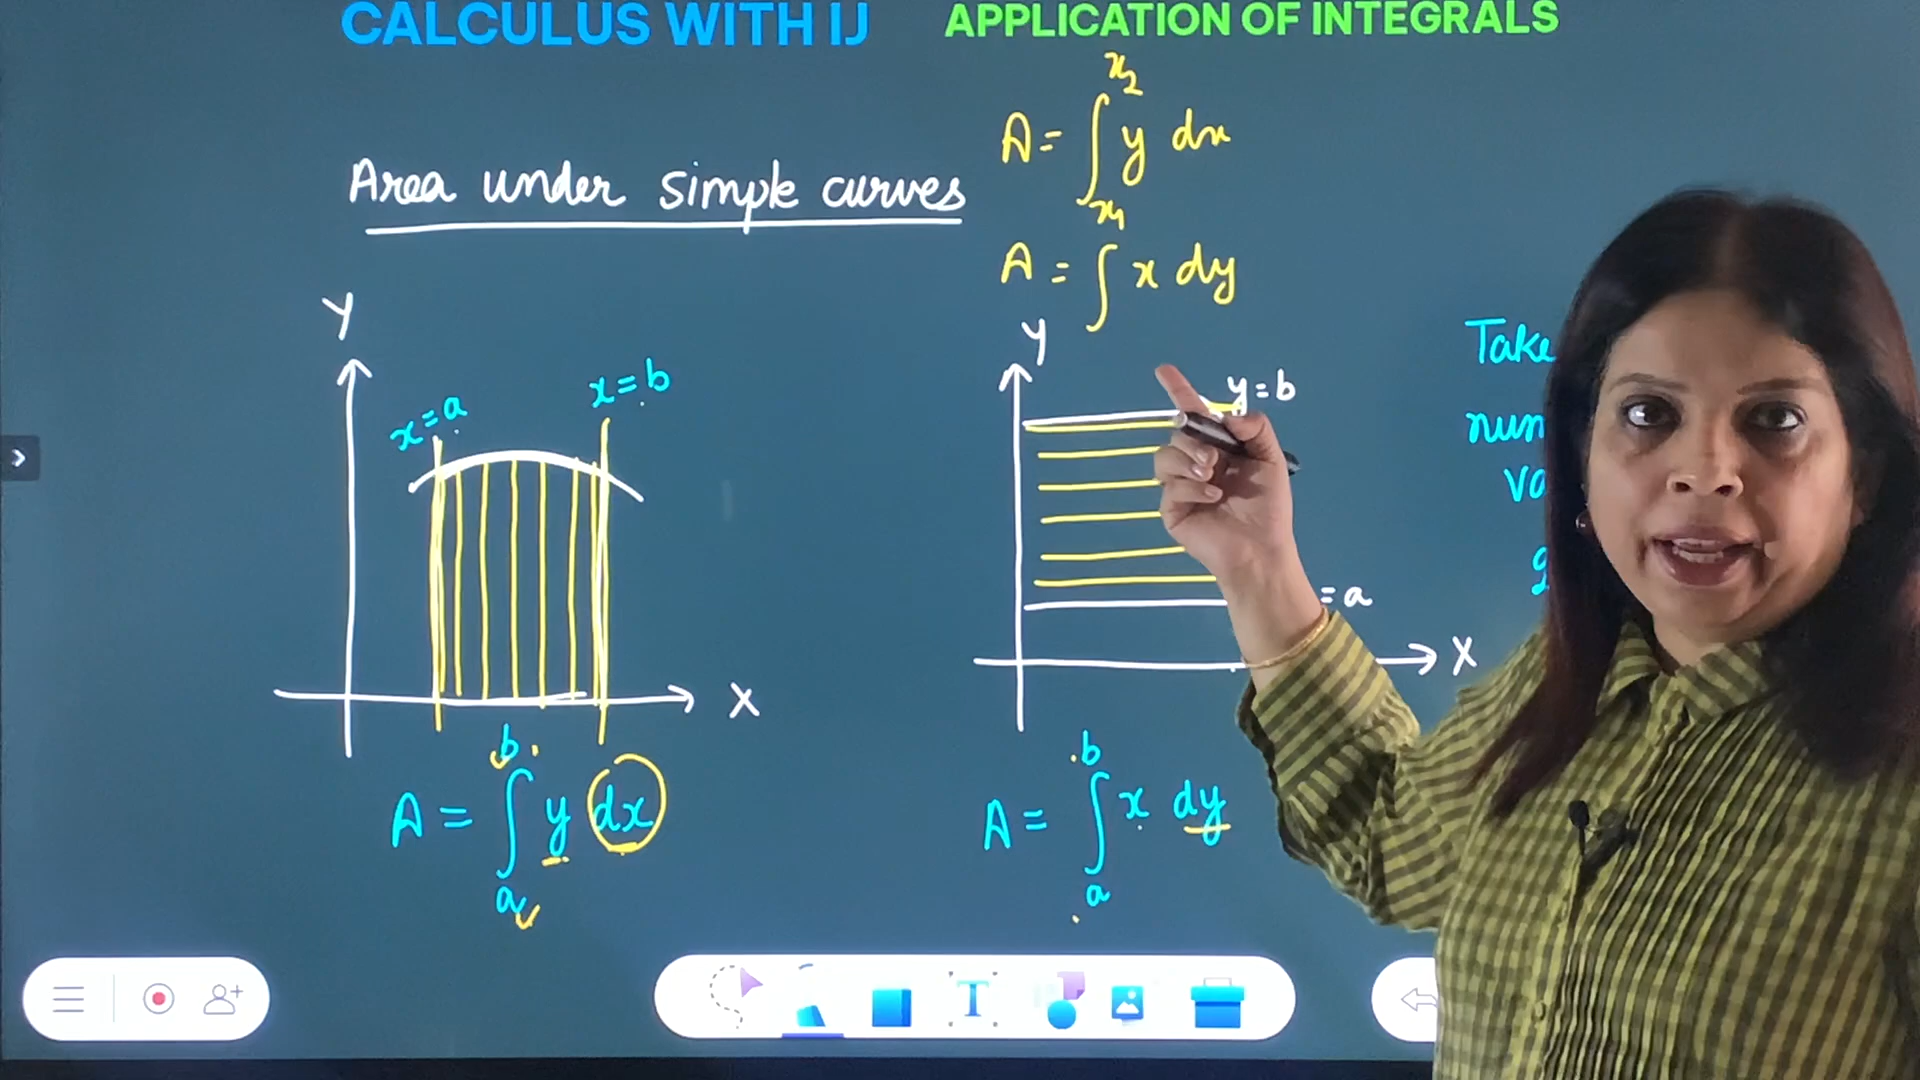 CALCULUS WITH IJ
APPLICATION OF INTEGRALS
Area under simple curves
A = ∫ y dx
x₂
x₁
A = ∫ x dy
Y
x=a
x=b
X
A = ∫ y dx
b
a
y
y=b
= a
X
A = ∫ x dy
b
a
Take
T